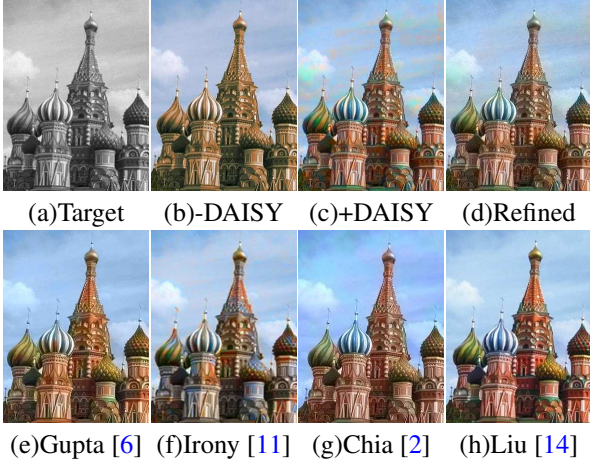 (a)Target (b)-DAISY (c)+DAISY (d)Refined
(e)Gupta [6] (f)Irony [11] (g)Chia [2] (h)Liu [14]